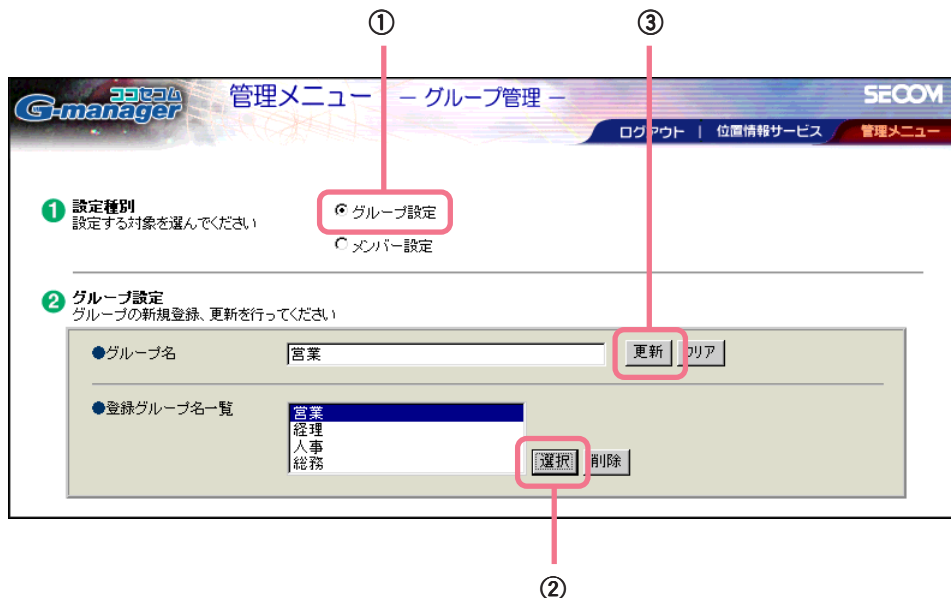 ① ③
ココセコム
G-manager 管理メニュー － グループ管理 － SECOM
ログアウト | 位置情報サービス 管理メニュー
1 設定種別
設定する対象を選んでください
グループ設定
メンバー設定
2 グループ設定
グループの新規登録、更新を行ってください
●グループ名 営業 更新 クリア
●登録グループ名一覧
営業
経理
人事
総務
選択 削除
②